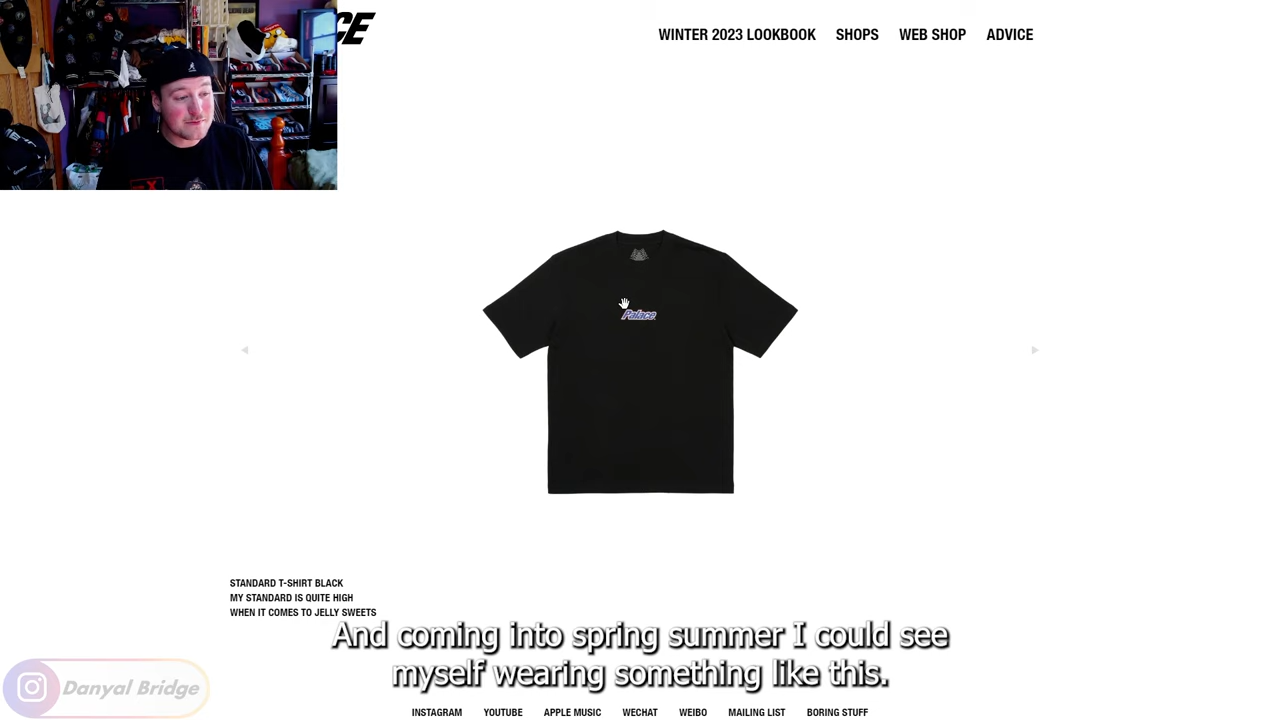 CE
WINTER 2023 LOOKBOOK SHOPS WEB SHOP ADVICE
Palace
STANDARD T-SHIRT BLACK
MY STANDARD IS QUITE HIGH
WHEN IT COMES TO JELLY SWEETS
And coming into spring summer I could see
myself wearing something like this.
Danyal Bridge
INSTAGRAM YOUTUBE APPLE MUSIC WECHAT WEIBO MAILING LIST BORING STUFF